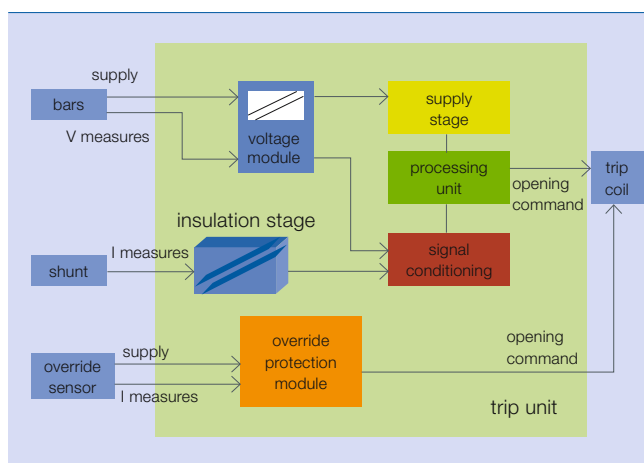 supply
bars
V measures
voltage
module
supply
stage
processing
unit
opening
command
trip
coil
insulation stage
I measures
shunt
signal
conditioning
override
protection
module
opening
command
supply
override
sensor
I measures
trip unit